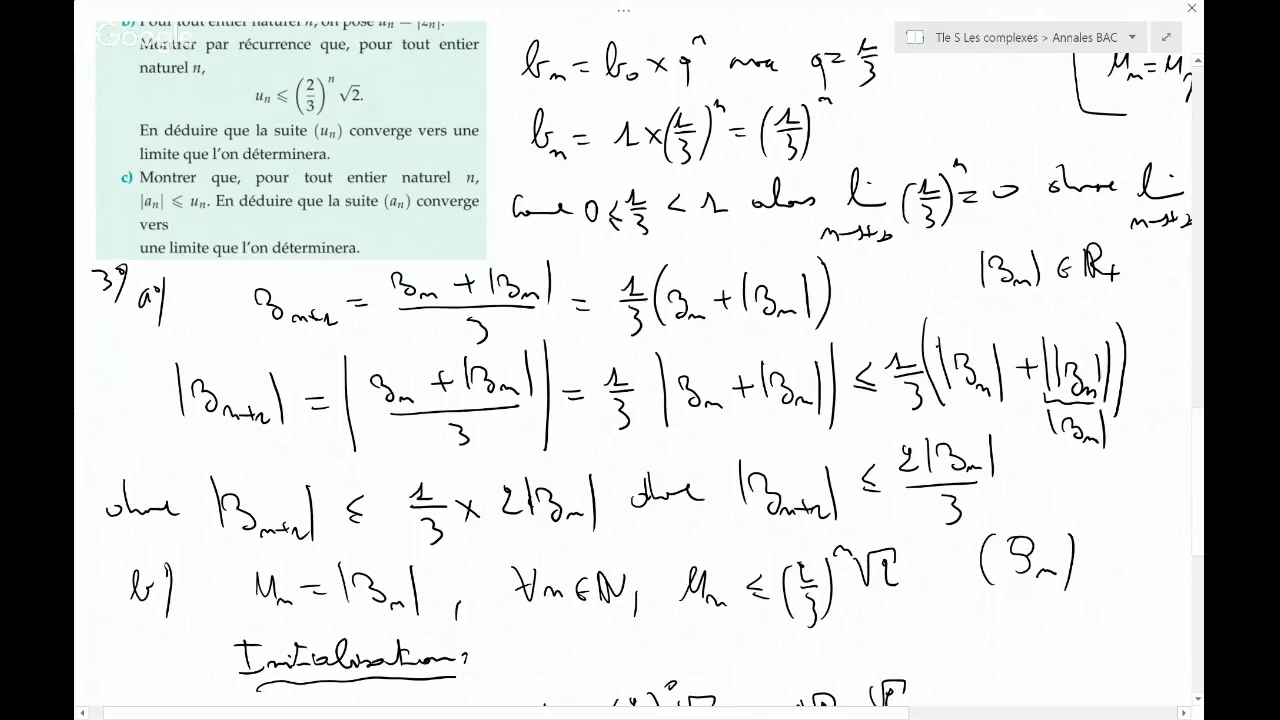 ...
Tle S Les complexes > Annales BAC
b) Pour tout entier naturel n, on pose uₙ = |zₙ|.
Montrer par récurrence que, pour tout entier
naturel n,
uₙ ⩽ (2/3)ⁿ √2.
En déduire que la suite (uₙ) converge vers une
limite que l'on déterminera.
c) Montrer que, pour tout entier naturel n,
|aₙ| ⩽ uₙ. En déduire que la suite (aₙ) converge
vers
une limite que l'on déterminera.
bₙ = b₀ × qⁿ avec q = 1/3
bₙ = 1 × (1/3)ⁿ = (1/3)ⁿ
Comme 0 ⩽ 1/3 < 1 alors lim n→+∞ (1/3)ⁿ = 0 donc lim n→+∞
3°) a°) zₙ₊₁ = (zₙ + |zₙ|)/3 = 1/3 (zₙ + |zₙ|)
|zₙ| ∈ ℝ₊
|zₙ₊₁| = |(zₙ + |zₙ|)/3| = 1/3 |zₙ + |zₙ|| ⩽ 1/3 (|zₙ| + ||zₙ||)
|zₙ|
donc |zₙ₊₁| ⩽ 1/3 × 2|zₙ| donc |zₙ₊₁| ⩽ 2|zₙ|/3
b°) uₙ = |zₙ|, ∀n ∈ ℕ, uₙ ⩽ (2/3)ⁿ √2 (Pₙ)
Initialisation: